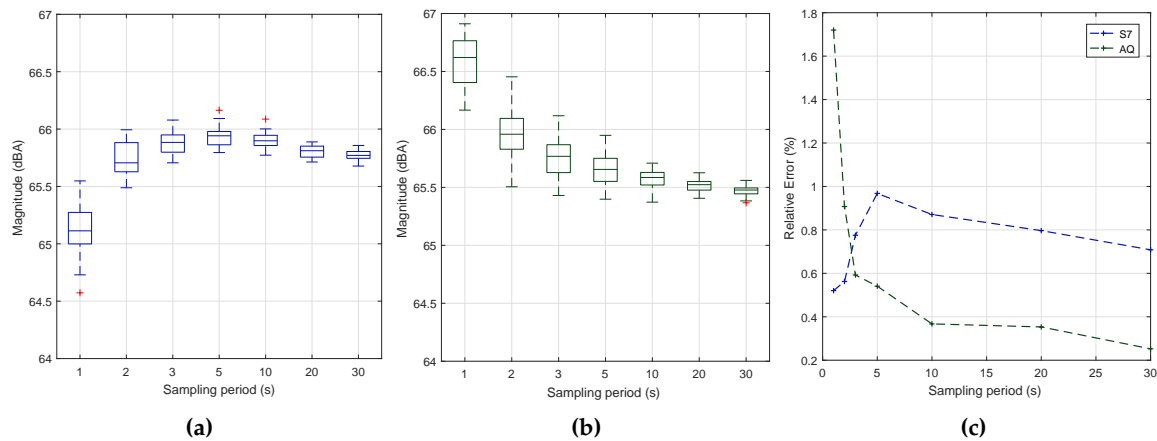 67
66.5
66
65.5
65
64.5
64
Magnitude (dBA)
1 2 3 5 10 20 30
Sampling period (s)
(a)
67
66.5
66
65.5
65
64.5
64
Magnitude (dBA)
1 2 3 5 10 20 30
Sampling period (s)
(b)
1.8
1.6
1.4
1.2
1
0.8
0.6
0.4
0.2
Relative Error (%)
S7
AQ
0 5 10 15 20 25 30
Sampling period (s)
(c)